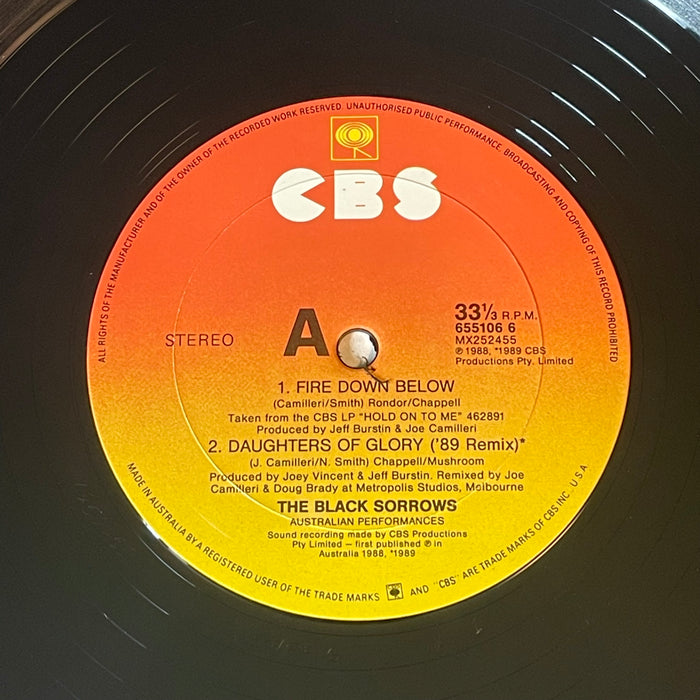 ALL RIGHTS OF THE MANUFACTURER AND OF THE OWNER OF THE RECORDED WORK RESERVED. UNAUTHORISED PUBLIC PERFORMANCE, BROADCASTING AND COPYING OF THIS RECORD PROHIBITED
CBS
STEREO
A
33⅓ R.P.M.
655106 6
MX252455
℗ 1988, *1989 CBS
Productions Pty. Limited
1. FIRE DOWN BELOW
(Camilleri/Smith) Rondor/Chappell
Taken from the CBS LP "HOLD ON TO ME" 462891
Produced by Jeff Burstin & Joe Camilleri
2. DAUGHTERS OF GLORY ('89 Remix)*
(J. Camilleri/N. Smith) Chappell/Mushroom
Produced by Joey Vincent & Jeff Burstin. Remixed by Joe
Camilleri & Doug Brady at Metropolis Studios, Melbourne
THE BLACK SORROWS
AUSTRALIAN PERFORMANCES
Sound recording made by CBS Productions
Pty Limited – first published ℗ in
Australia 1988, *1989
MADE IN AUSTRALIA BY A REGISTERED USER OF THE TRADE MARKS AND "CBS" ARE TRADE MARKS OF CBS INC. U S A